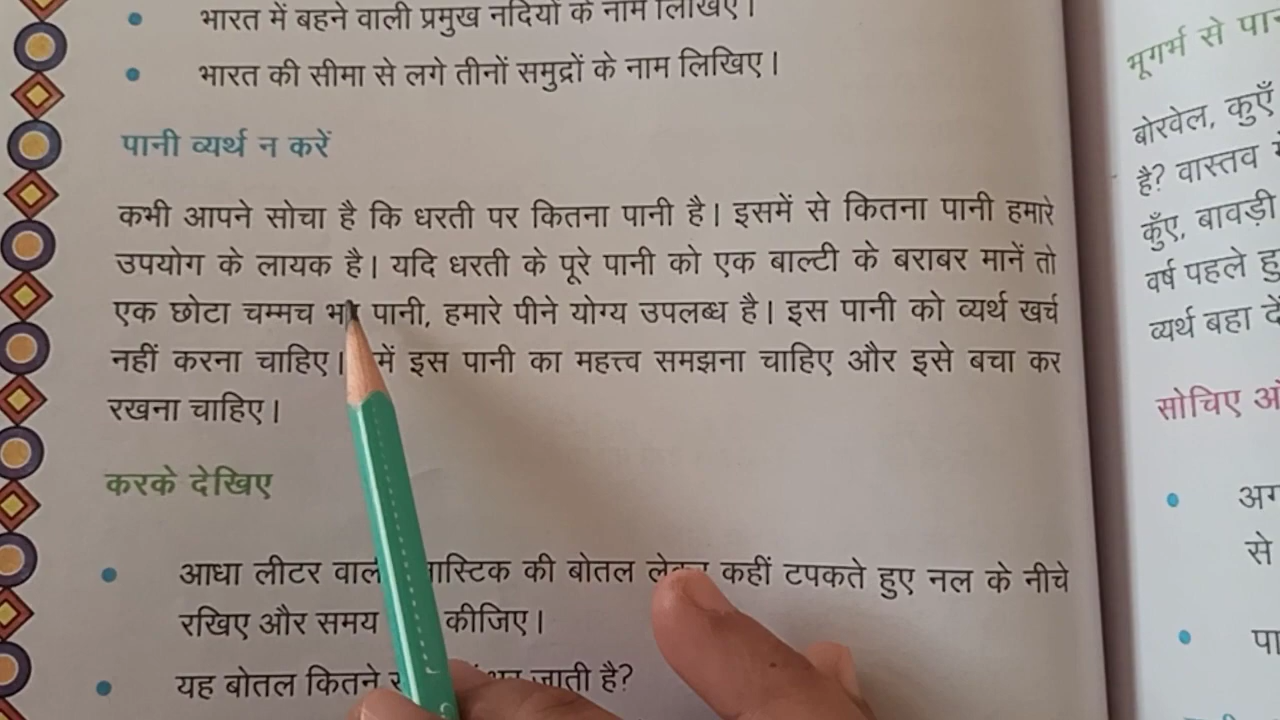 भारत में बहने वाली प्रमुख नदियों के नाम लिखिए।
भारत की सीमा से लगे तीनों समुद्रों के नाम लिखिए।
पानी व्यर्थ न करें
कभी आपने सोचा है कि धरती पर कितना पानी है। इसमें से कितना पानी हमारे
उपयोग के लायक है। यदि धरती के पूरे पानी को एक बाल्टी के बराबर मानें तो
एक छोटा चम्मच पानी, हमारे पीने योग्य उपलब्ध है। इस पानी को व्यर्थ खर्च
नहीं करना चाहिए। इस पानी का महत्त्व समझना चाहिए और इसे बचा कर
रखना चाहिए।
करके देखिए
आधा लीटर की बोतल कहीं टपकते हुए नल के नीचे
रखिए और समय कीजिए।
यह बोतल कितने जाती है?
भूगर्भ से
बोरवेल, कुएँ
है? वास्तव
कुँए, बावड़ी
वर्ष पहले
व्यर्थ बहा
सोचिए
से